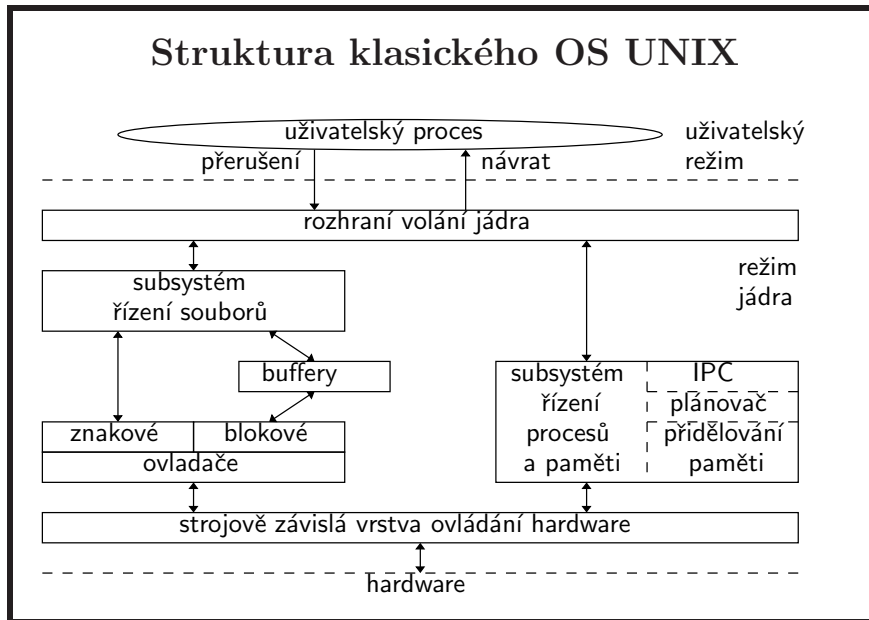 Struktura klasického OS UNIX
uživatelský proces
uživatelský
režim
přerušení
návrat
rozhraní volání jádra
režim
jádra
subsystém
řízení souborů
buffery
znakové
blokové
ovladače
subsystém
řízení
procesů
a paměti
IPC
plánovač
přidělování
paměti
strojově závislá vrstva ovládání hardware
hardware